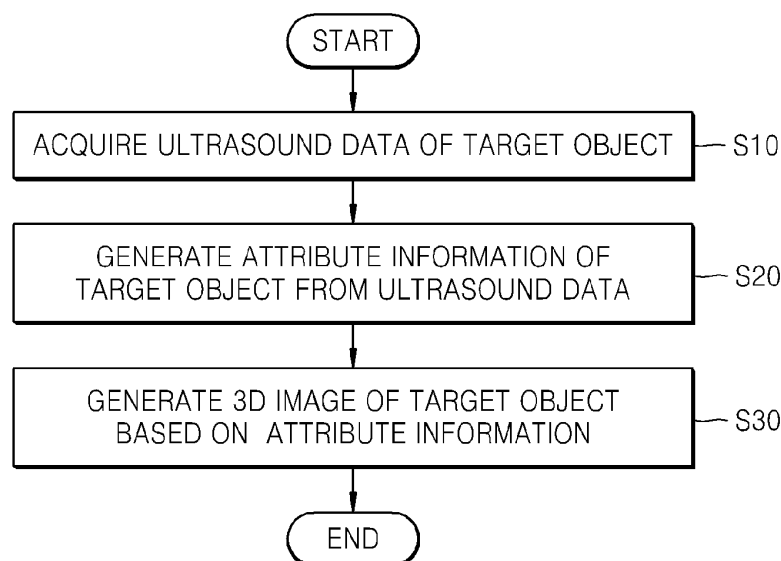 START
ACQUIRE ULTRASOUND DATA OF TARGET OBJECT
S10
GENERATE ATTRIBUTE INFORMATION OF
TARGET OBJECT FROM ULTRASOUND DATA
S20
GENERATE 3D IMAGE OF TARGET OBJECT
BASED ON ATTRIBUTE INFORMATION
S30
END